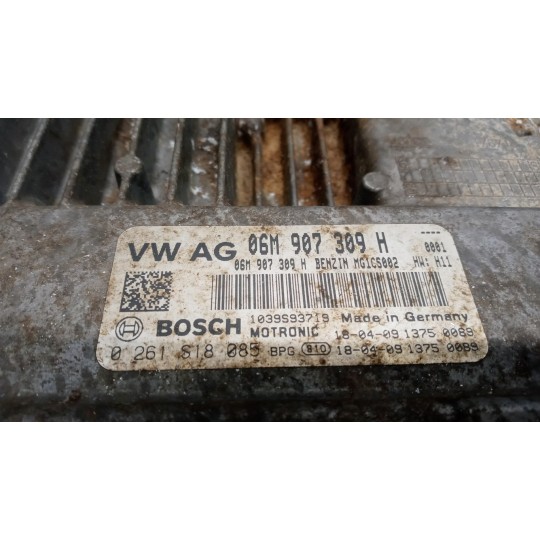 VW AG 06M 907 309 H ----
06M 907 309 H BENZIN MG1CS002 HW: H11 0001
BOSCH 1039S93719 Made in Germany
MOTRONIC 18-04-09 1375 0089
0 261 S18 085 BPG 810 18-04-09 1375 0089